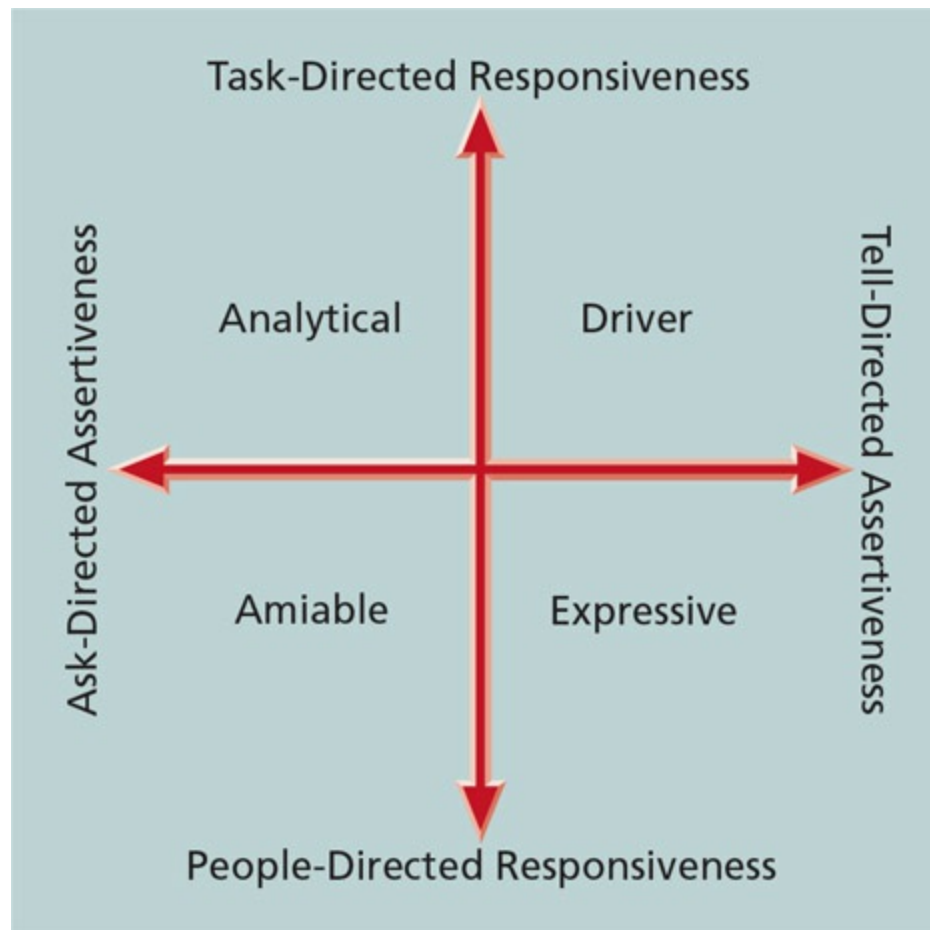 Task-Directed Responsiveness
Ask-Directed Assertiveness
Tell-Directed Assertiveness
Analytical
Driver
Amiable
Expressive
People-Directed Responsiveness